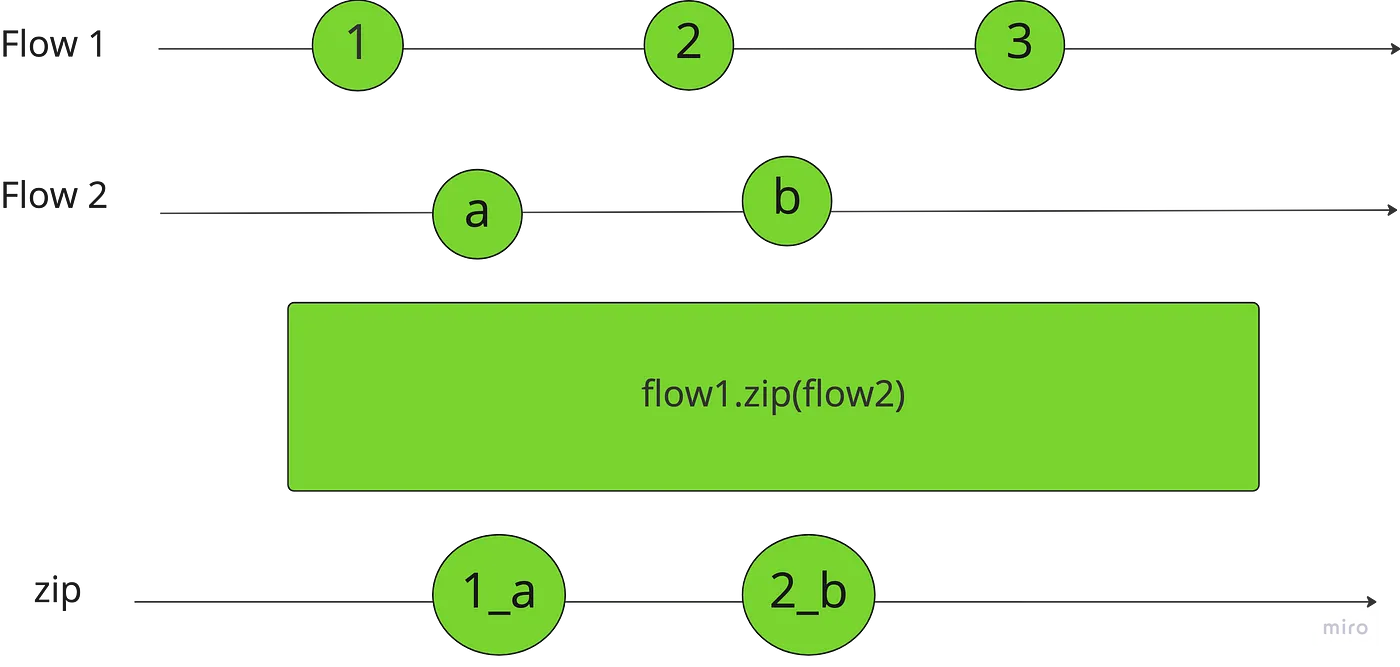 Flow 1
1
2
3
Flow 2
a
b
flow1.zip(flow2)
zip
1_a
2_b
miro